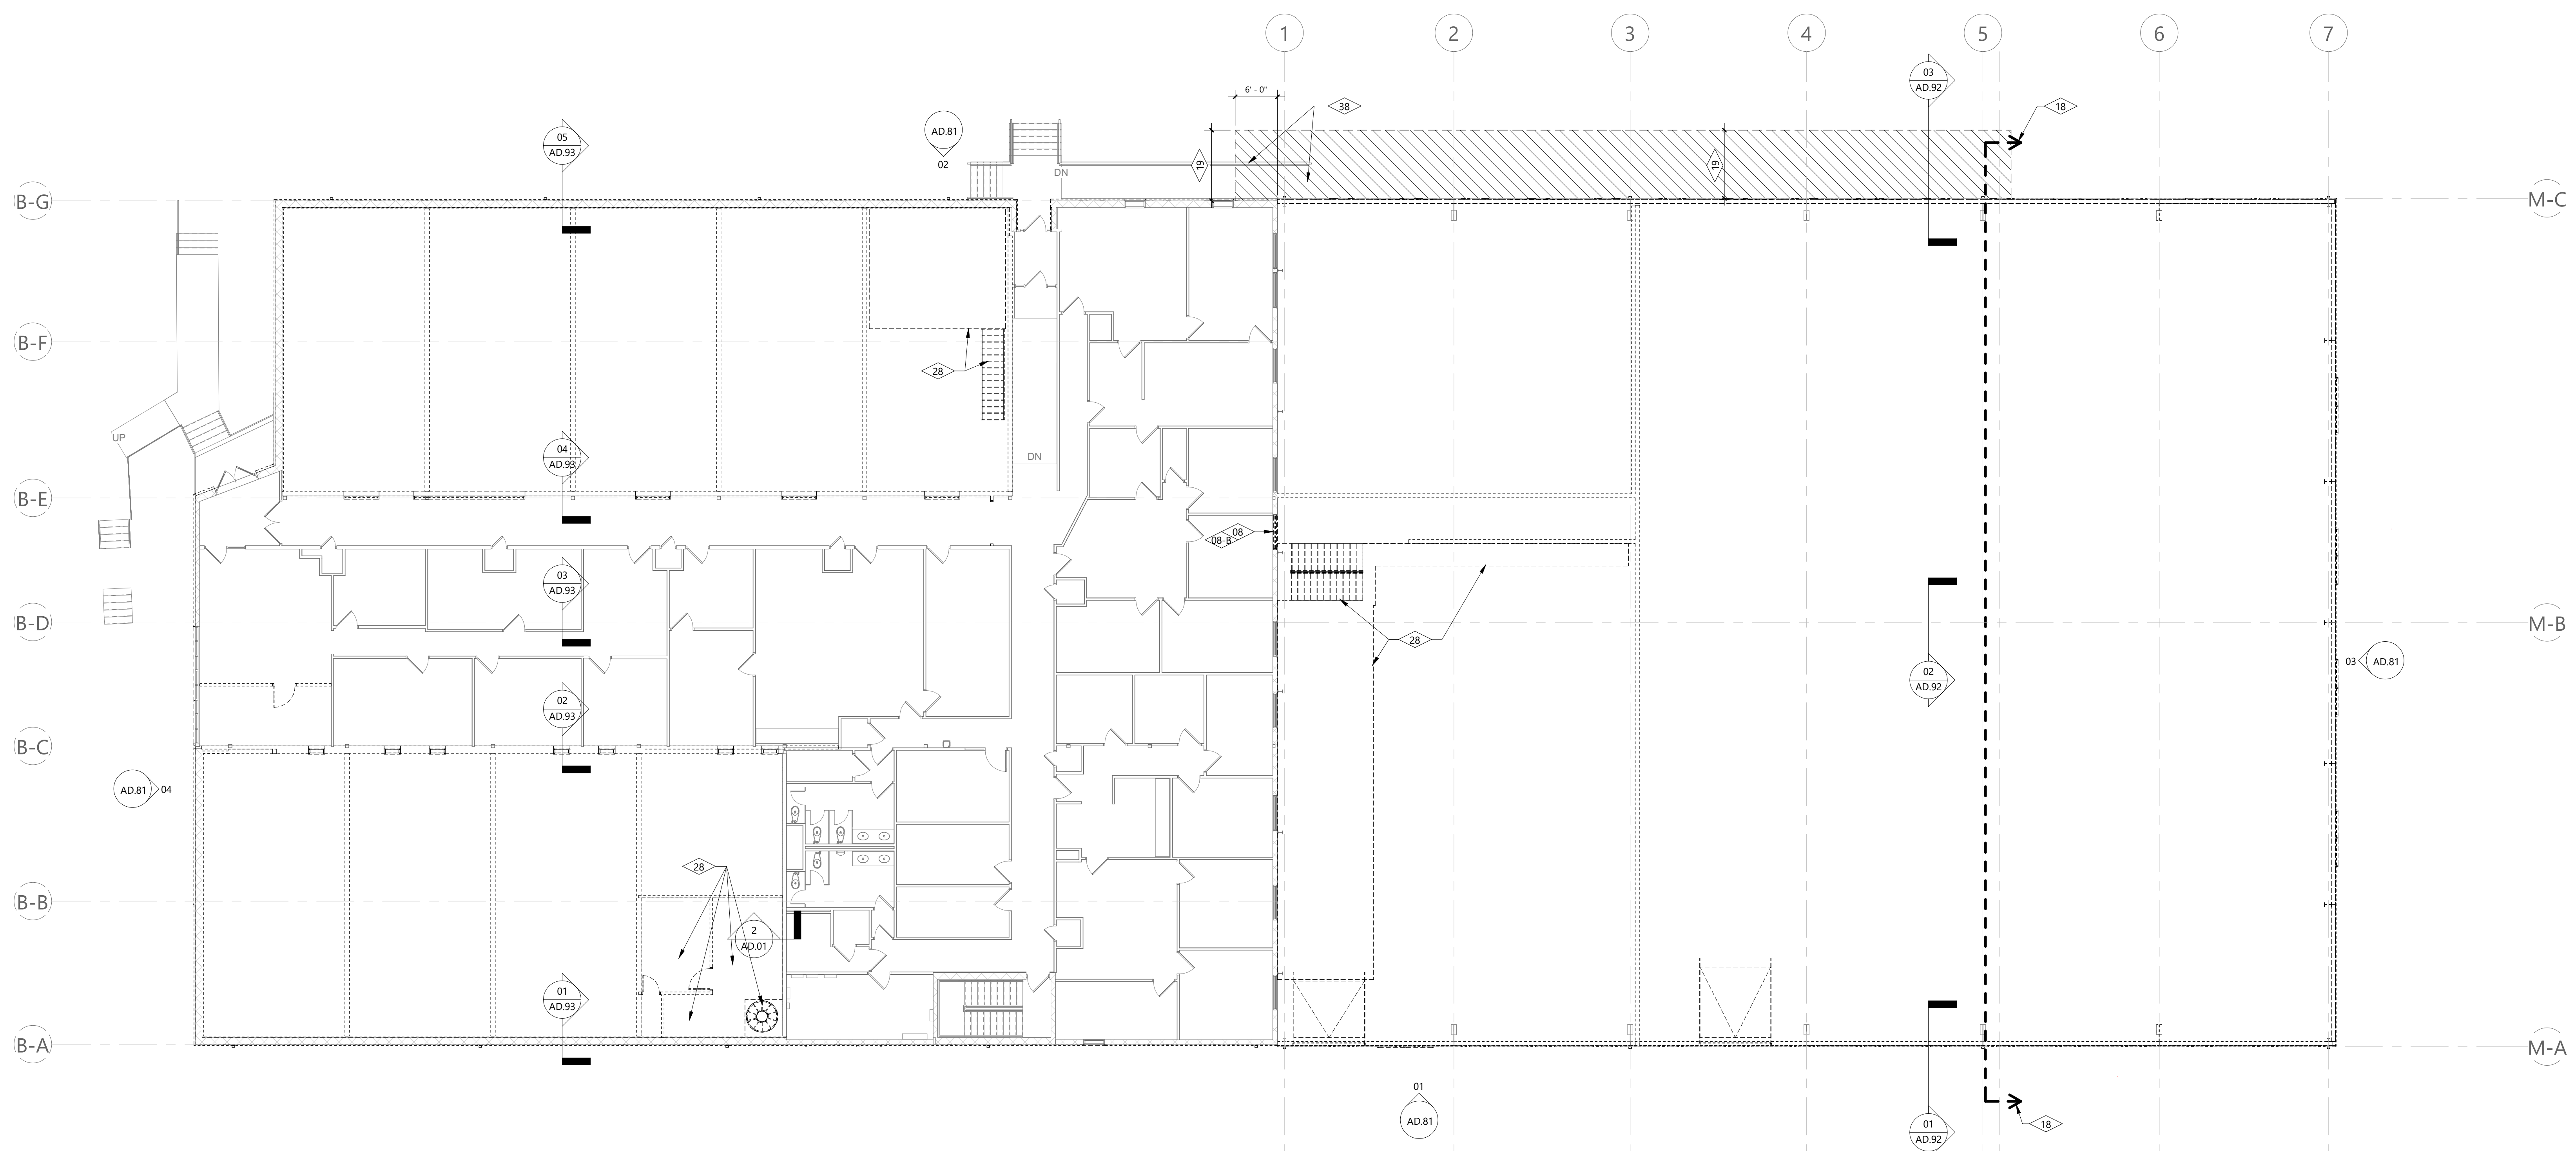 1
2
3
4
5
6
7
03
AD.92
6' - 0"
38
18
05
AD.93
AD.81
02
19
19
DN
B-G
M-C
B-F
28
UP
04
AD.93
DN
B-E
08
08-B
03
AD.93
B-D
M-B
28
03
AD.81
02
AD.92
02
AD.93
B-C
AD.81
04
28
B-B
2
AD.01
01
AD.93
B-A
M-A
01
AD.81
01
AD.92
18